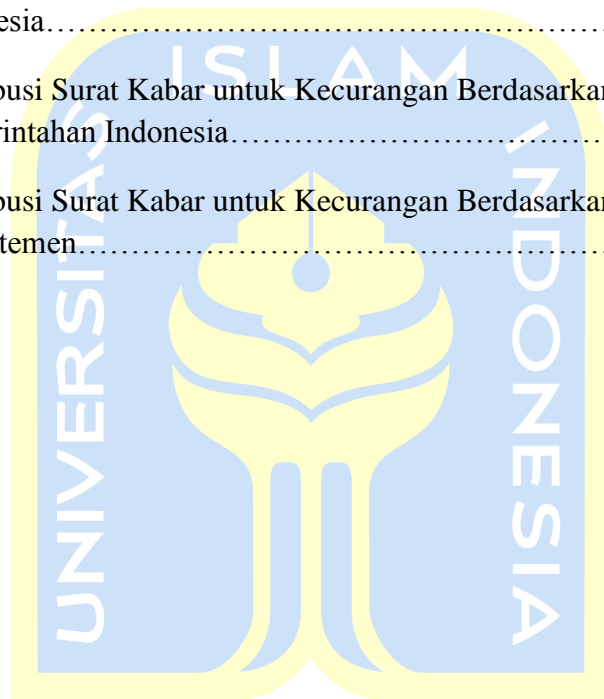 esia……………………………………………………
busi Surat Kabar untuk Kecurangan Berdasarkan
rintahan Indonesia……………………………
busi Surat Kabar untuk Kecurangan Berdasarkan
temen……………………………………………
UNIVERSITAS
ISLAM
INDONESIA